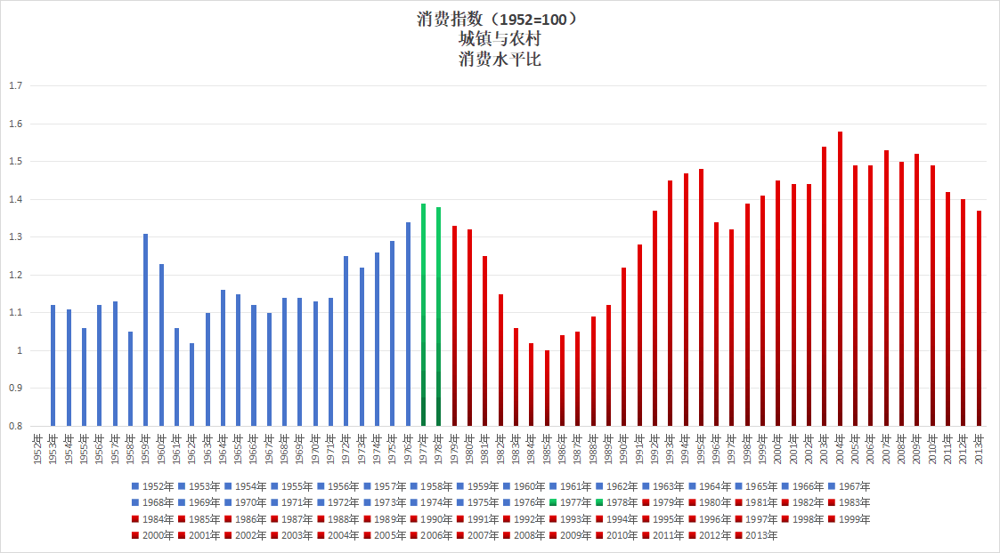 消费指数（1952=100）
城镇与农村
消费水平比
1.7
1.6
1.5
1.4
1.3
1.2
1.1
1
0.9
0.8
1952年 1953年 1954年 1955年 1956年 1957年 1958年 1959年 1960年 1961年 1962年 1963年 1964年 1965年 1966年 1967年 1968年 1969年 1970年 1971年 1972年 1973年 1974年 1975年 1976年 1977年 1978年 1979年 1980年 1981年 1982年 1983年 1984年 1985年 1986年 1987年 1988年 1989年 1990年 1991年 1992年 1993年 1994年 1995年 1996年 1997年 1998年 1999年 2000年 2001年 2002年 2003年 2004年 2005年 2006年 2007年 2008年 2009年 2010年 2011年 2012年 2013年
1952年 1953年 1954年 1955年 1956年 1957年 1958年 1959年 1960年 1961年 1962年 1963年 1964年 1965年 1966年 1967年
1968年 1969年 1970年 1971年 1972年 1973年 1974年 1975年 1976年 1977年 1978年 1979年 1980年 1981年 1982年 1983年
1984年 1985年 1986年 1987年 1988年 1989年 1990年 1991年 1992年 1993年 1994年 1995年 1996年 1997年 1998年 1999年
2000年 2001年 2002年 2003年 2004年 2005年 2006年 2007年 2008年 2009年 2010年 2011年 2012年 2013年